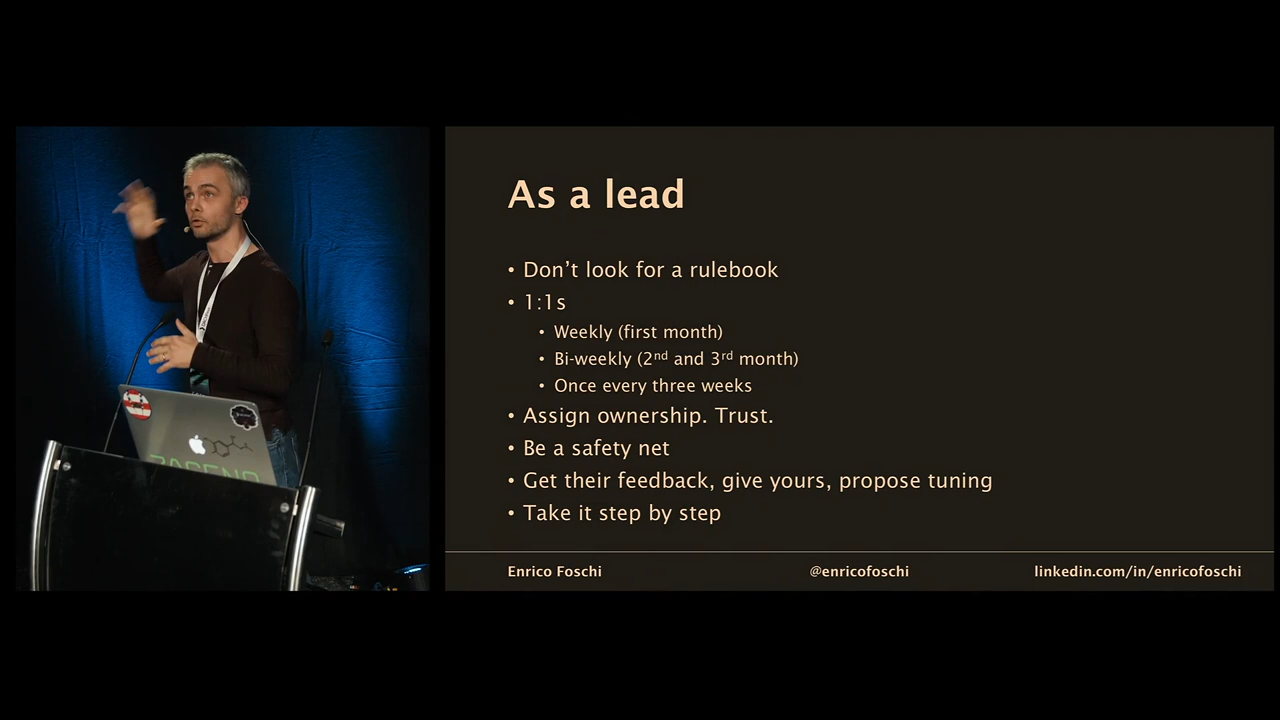 As a lead
• Don’t look for a rulebook
• 1:1s
• Weekly (first month)
• Bi-weekly (2nd and 3rd month)
• Once every three weeks
• Assign ownership. Trust.
• Be a safety net
• Get their feedback, give yours, propose tuning
• Take it step by step
Enrico Foschi
@enricofoschi
linkedin.com/in/enricofoschi